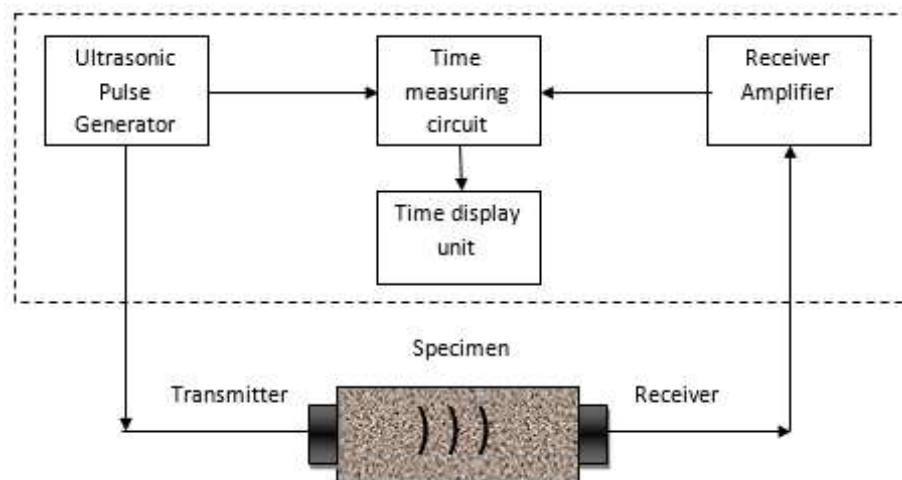 Ultrasonic
Pulse
Generator
Time
measuring
circuit
Receiver
Amplifier
Time display
unit
Specimen
Transmitter
Receiver